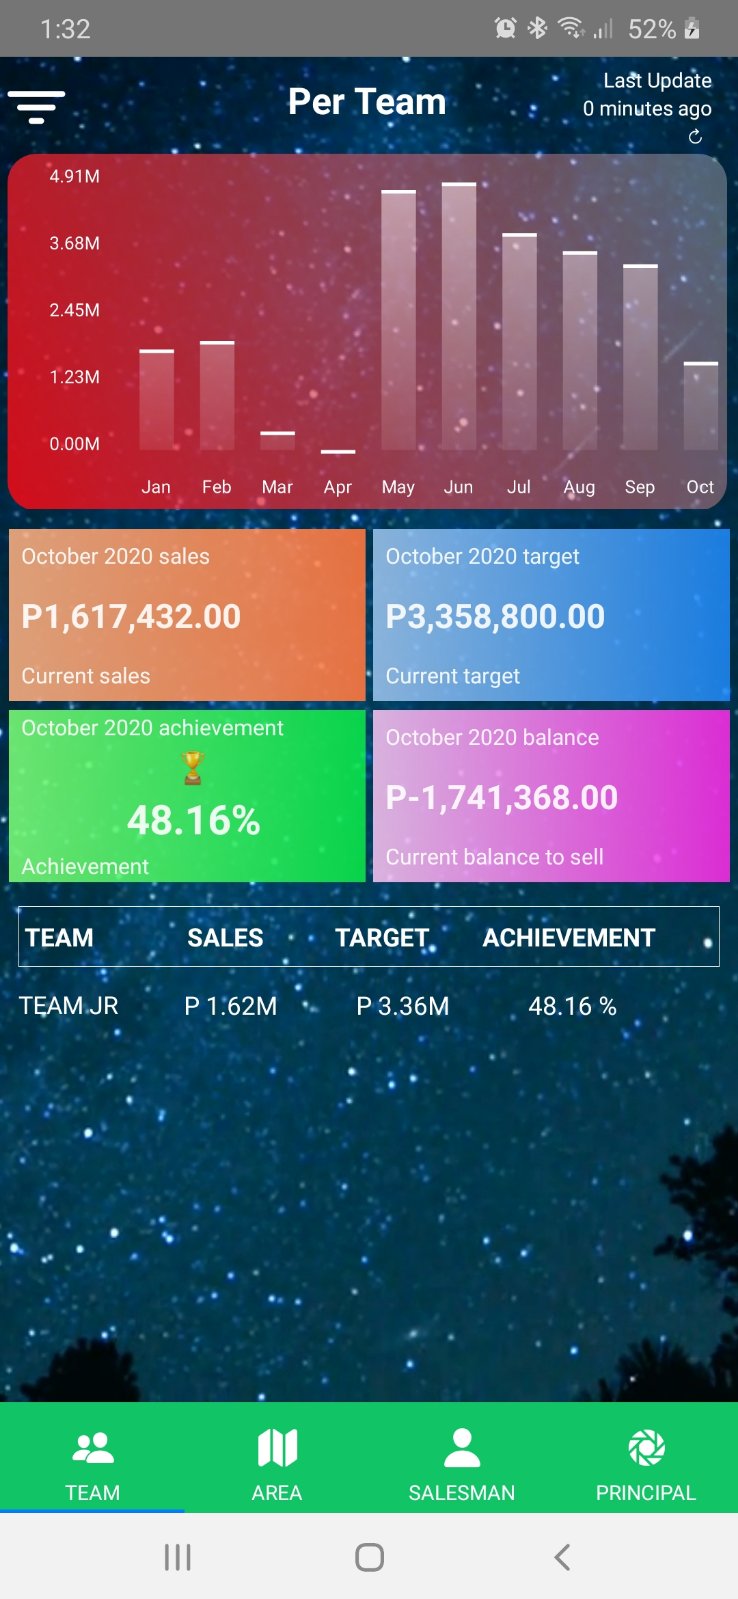 1:32
52%
Per Team
Last Update
0 minutes ago
4.91M
3.68M
2.45M
1.23M
0.00M
Jan Feb Mar Apr May Jun Jul Aug Sep Oct
October 2020 sales
P1,617,432.00
Current sales
October 2020 target
P3,358,800.00
Current target
October 2020 achievement
48.16%
Achievement
October 2020 balance
P-1,741,368.00
Current balance to sell
TEAM SALES TARGET ACHIEVEMENT
TEAM JR P 1.62M P 3.36M 48.16 %
TEAM AREA SALESMAN PRINCIPAL